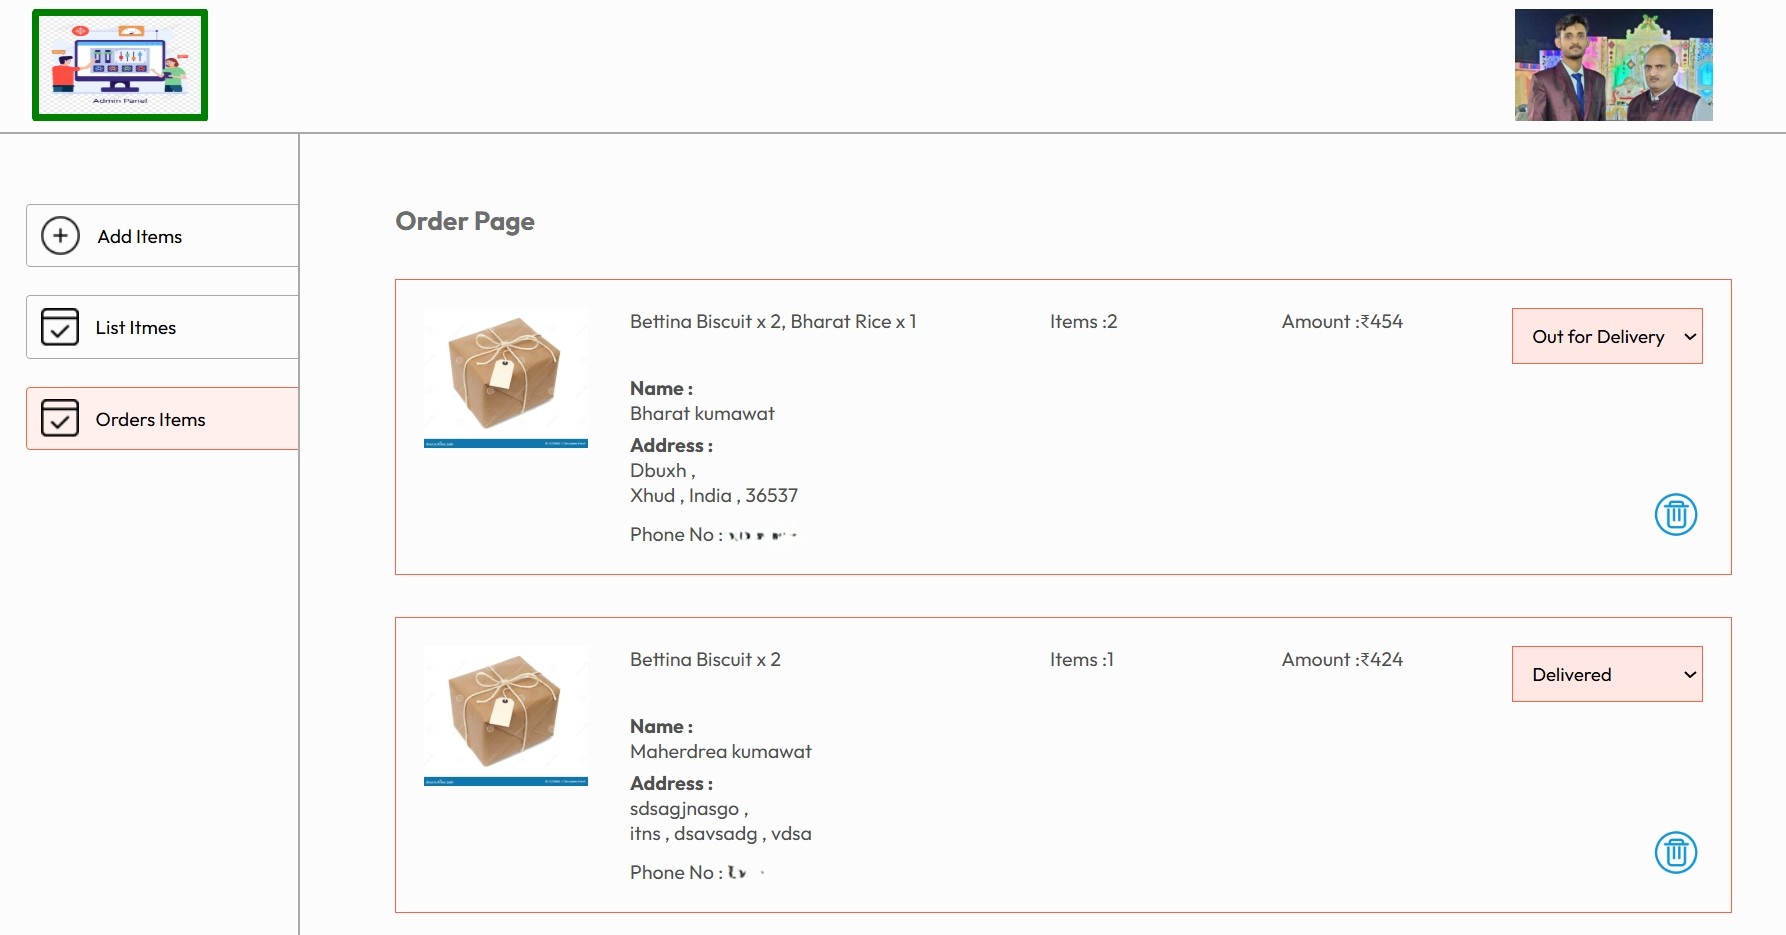 Admin Panel
Add Items
List Itmes
Orders Items
Order Page
Bettina Biscuit x 2, Bharat Rice x 1
Items :2
Amount :₹454
Out for Delivery
Name :
Bharat kumawat
Address :
Dbuxh ,
Xhud , India , 36537
Phone No :
Bettina Biscuit x 2
Items :1
Amount :₹424
Delivered
Name :
Maherdrea kumawat
Address :
sdsagjnasgo ,
itns , dsavsadg , vdsa
Phone No :